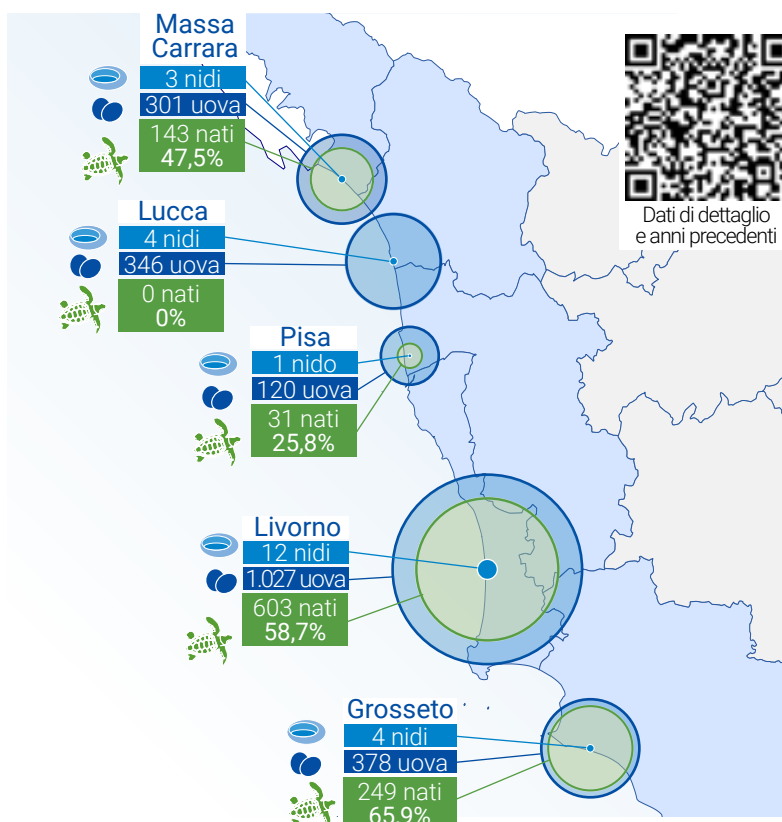 Massa
Carrara
3 nidi
301 uova
143 nati
47,5%
Dati di dettaglio
e anni precedenti
Lucca
4 nidi
346 uova
0 nati
0%
Pisa
1 nido
120 uova
31 nati
25,8%
Livorno
12 nidi
1.027 uova
603 nati
58,7%
Grosseto
4 nidi
378 uova
249 nati
65,9%